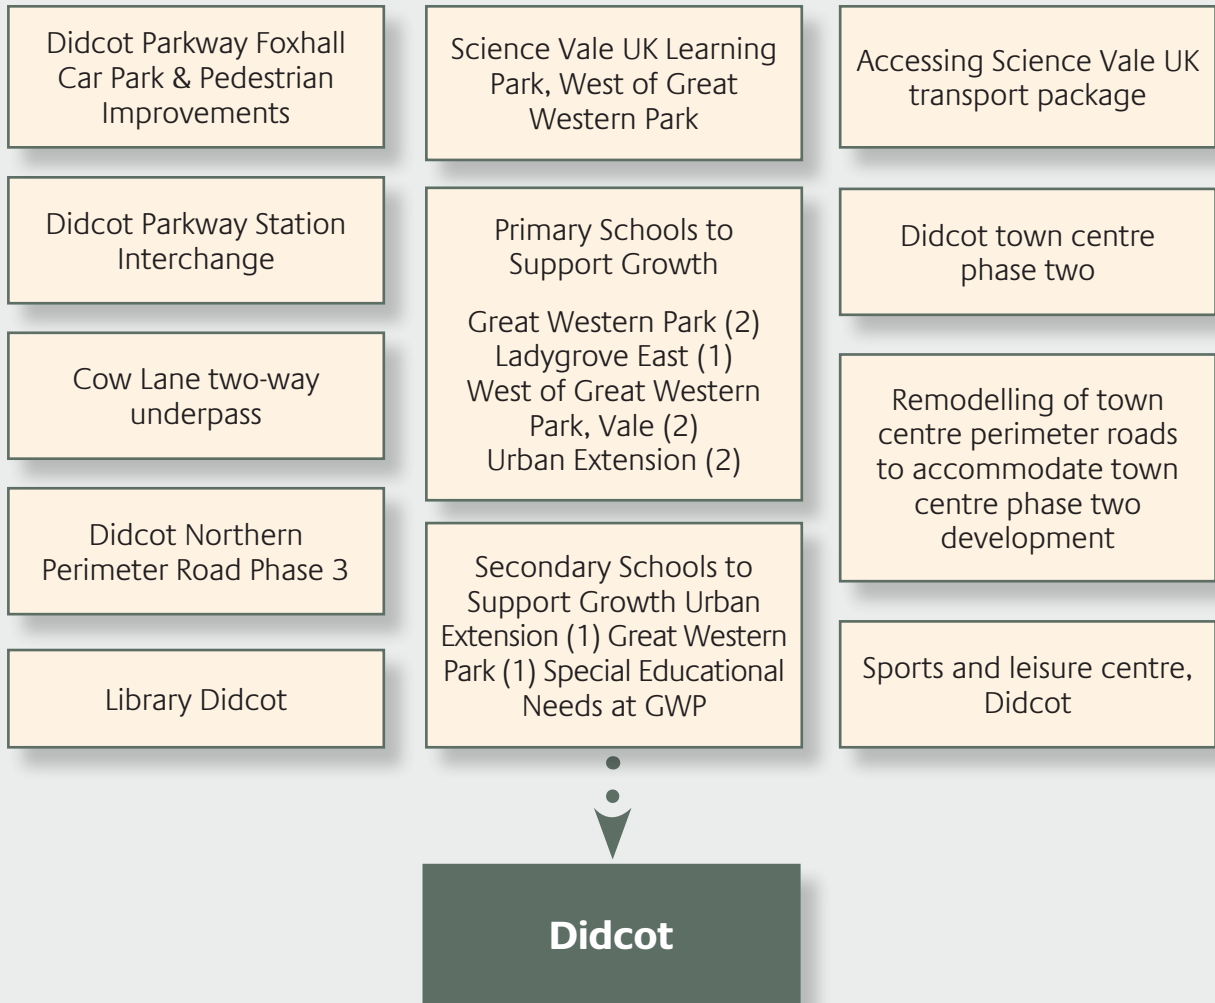 Didcot Parkway Foxhall
Car Park & Pedestrian
Improvements
Didcot Parkway Station
Interchange
Cow Lane two-way
underpass
Didcot Northern
Perimeter Road Phase 3
Library Didcot
Science Vale UK Learning
Park, West of Great
Western Park
Primary Schools to
Support Growth
Great Western Park (2)
Ladygrove East (1)
West of Great Western
Park, Vale (2)
Urban Extension (2)
Secondary Schools to
Support Growth Urban
Extension (1) Great Western
Park (1) Special Educational
Needs at GWP
Accessing Science Vale UK
transport package
Didcot town centre
phase two
Remodelling of town
centre perimeter roads
to accommodate town
centre phase two
development
Sports and leisure centre,
Didcot
Didcot